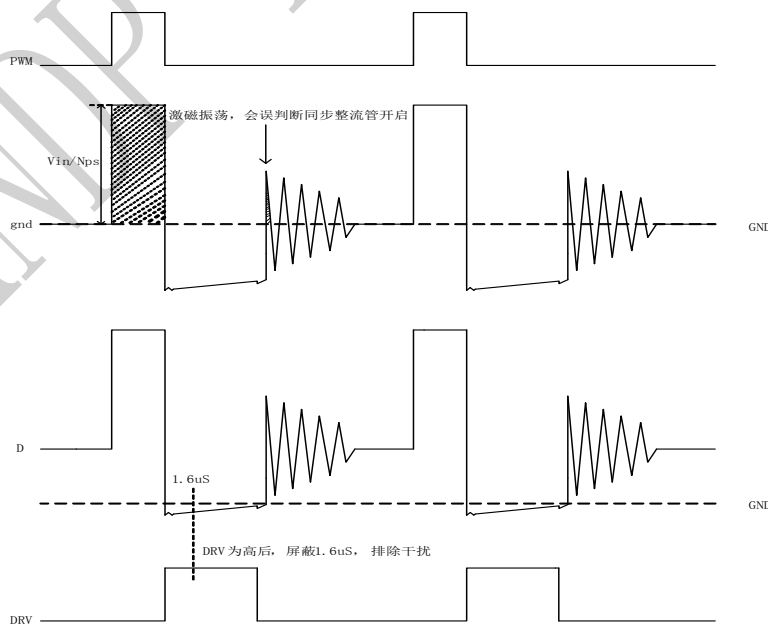 PWM
激磁振荡，会误判断同步整流管开启
Vin/Nps
gnd
GND
D
1.6uS
GND
DRV为高后，屏蔽1.6uS，排除干扰
DRV